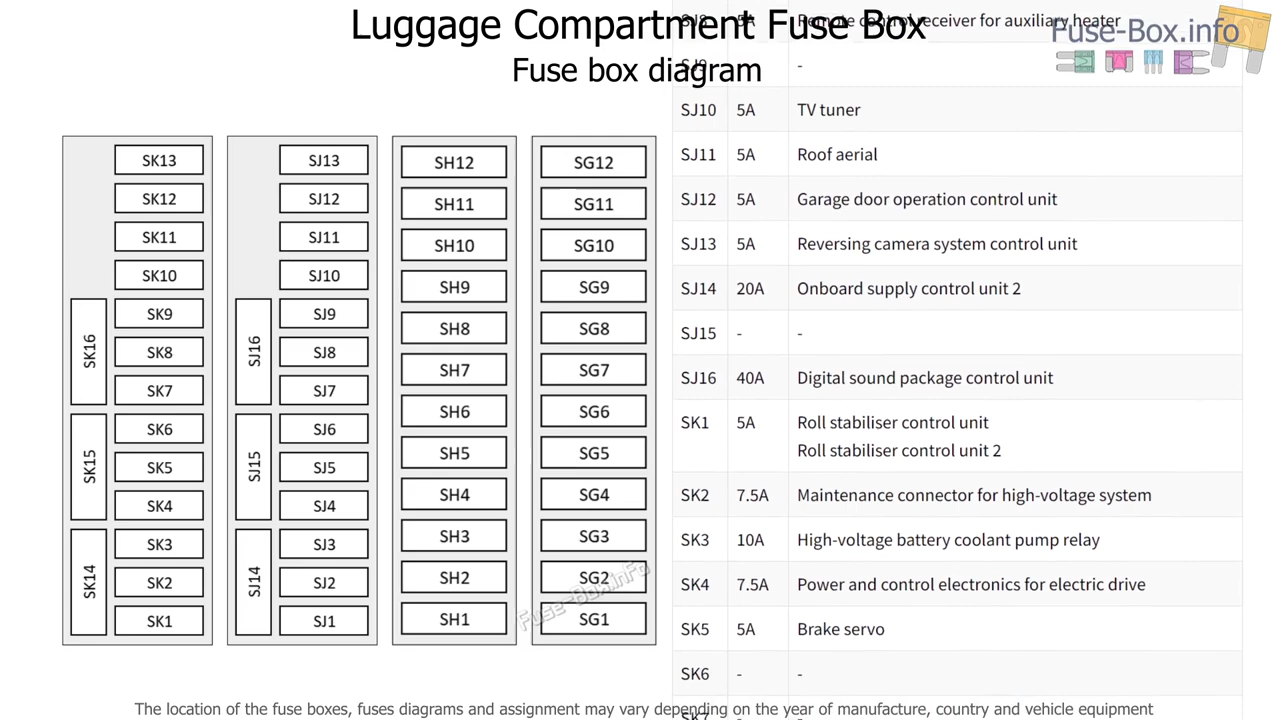 Luggage Compartment Fuse Box
Fuse box diagram
Fuse-Box.info
SJ8 5A Remote control receiver for auxiliary heater
SJ9 -
SJ10 5A TV tuner
SJ11 5A Roof aerial
SJ12 5A Garage door operation control unit
SJ13 5A Reversing camera system control unit
SJ14 20A Onboard supply control unit 2
SJ15 - -
SJ16 40A Digital sound package control unit
SK1 5A Roll stabiliser control unit
Roll stabiliser control unit 2
SK2 7.5A Maintenance connector for high-voltage system
SK3 10A High-voltage battery coolant pump relay
SK4 7.5A Power and control electronics for electric drive
SK5 5A Brake servo
SK6 - -
SK7 - -
SK13
SK12
SK11
SK10
SK9
SK8
SK7
SK6
SK5
SK4
SK3
SK2
SK1
SK16
SK15
SK14
SJ13
SJ12
SJ11
SJ10
SJ9
SJ8
SJ7
SJ6
SJ5
SJ4
SJ3
SJ2
SJ1
SJ16
SJ15
SJ14
SH12
SH11
SH10
SH9
SH8
SH7
SH6
SH5
SH4
SH3
SH2
SH1
SG12
SG11
SG10
SG9
SG8
SG7
SG6
SG5
SG4
SG3
SG2
SG1
Fuse-Box.info
The location of the fuse boxes, fuses diagrams and assignment may vary depending on the year of manufacture, country and vehicle equipment